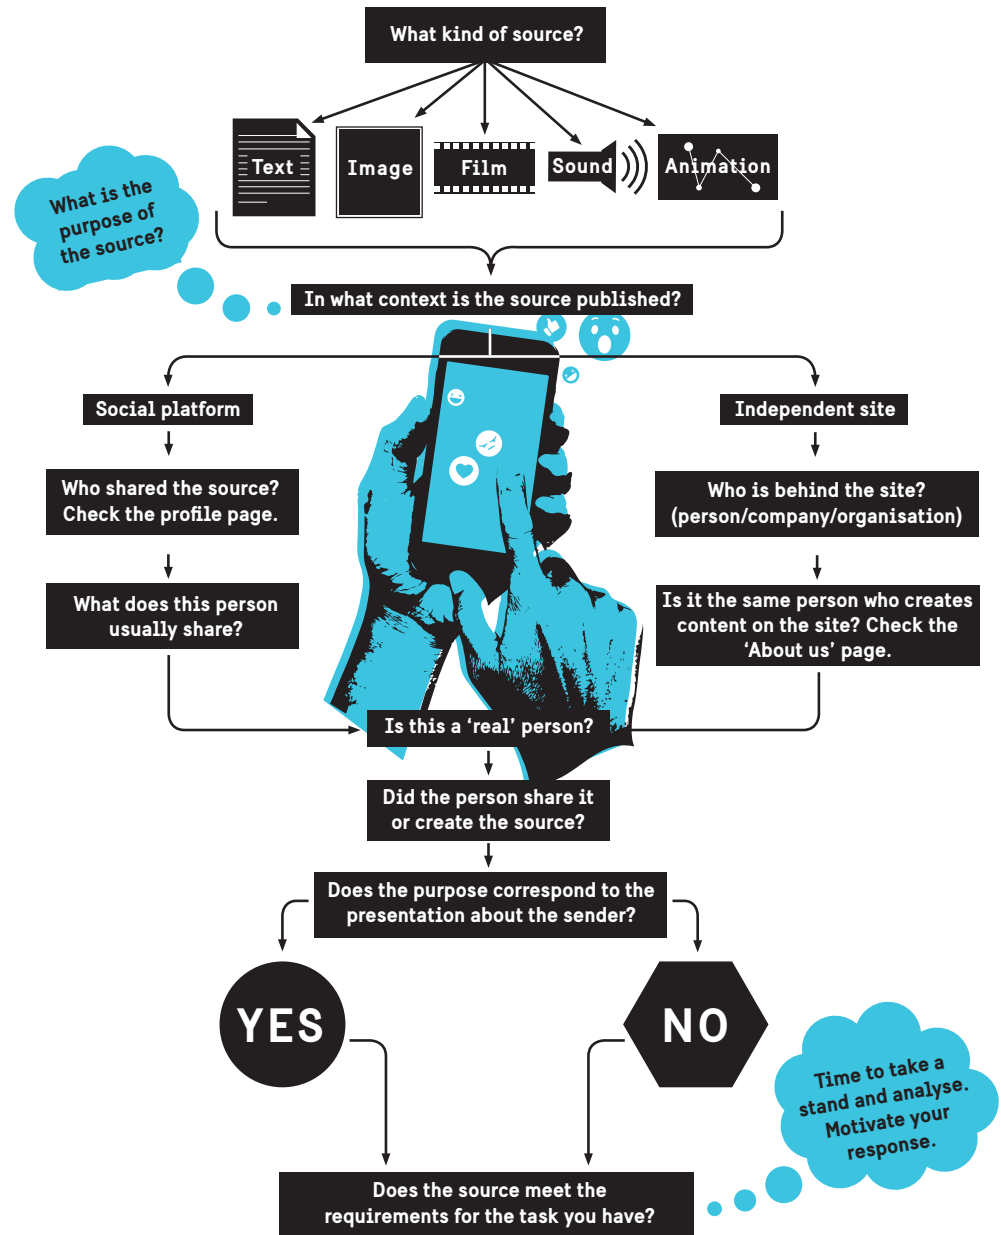 What kind of source?
Text
Image
Film
Sound
Animation
What is the
purpose of
the source?
In what context is the source published?
Social platform
Independent site
Who shared the source?
Check the profile page.
Who is behind the site?
(person/company/organisation)
What does this person
usually share?
Is it the same person who creates
content on the site? Check the
‘About us’ page.
Is this a ‘real’ person?
Did the person share it
or create the source?
Does the purpose correspond to the
presentation about the sender?
YES
NO
Time to take a
stand and analyse.
Motivate your
response.
Does the source meet the
requirements for the task you have?